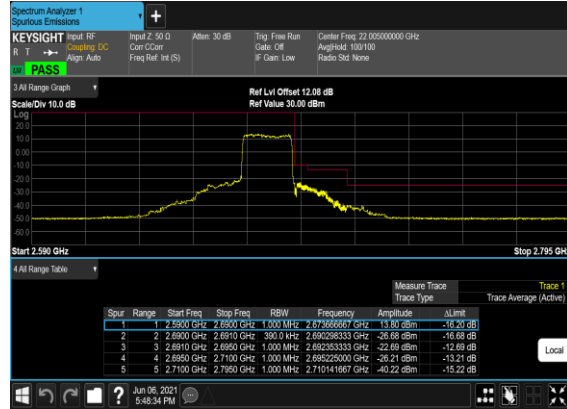 Spectrum Analyzer 1
Spurious Emissions
+
KEYSIGHT Input: RF Input Z: 50 Ω Atten: 30 dB Trig: Free Run Center Freq: 22.005000000 GHz
R T Coupling: DC Corr CCorr Gate: Off Avg|Hold: 100/100
Align: Auto Freq Ref: Int (S) IF Gain: Low Radio Std: None
LW PASS
3 All Range Graph
Ref Lvl Offset 12.08 dB
Scale/Div 10.0 dB Ref Value 30.00 dBm
Log
20.0
10.0
0.00
-10.0
-20.0
-30.0
-40.0
-50.0
-60.0
Start 2.590 GHz Stop 2.795 GHz
4 All Range Table
Measure Trace Trace 1
Trace Type Trace Average (Active)
Spur Range Start Freq Stop Freq RBW Frequency Amplitude ΔLimit
1 1 2.5900 GHz 2.6900 GHz 1.000 MHz 2.673666667 GHz 13.80 dBm -16.20 dB
2 2 2.6900 GHz 2.6910 GHz 390.0 kHz 2.690298333 GHz -26.68 dBm -16.68 dB
3 3 2.6910 GHz 2.6950 GHz 1.000 MHz 2.692353333 GHz -22.69 dBm -12.69 dB
4 4 2.6950 GHz 2.7100 GHz 1.000 MHz 2.695225000 GHz -26.21 dBm -13.21 dB
5 5 2.7100 GHz 2.7950 GHz 1.000 MHz 2.710141667 GHz -40.22 dBm -15.22 dB
Local
? Jun 06, 2021
5:48:34 PM